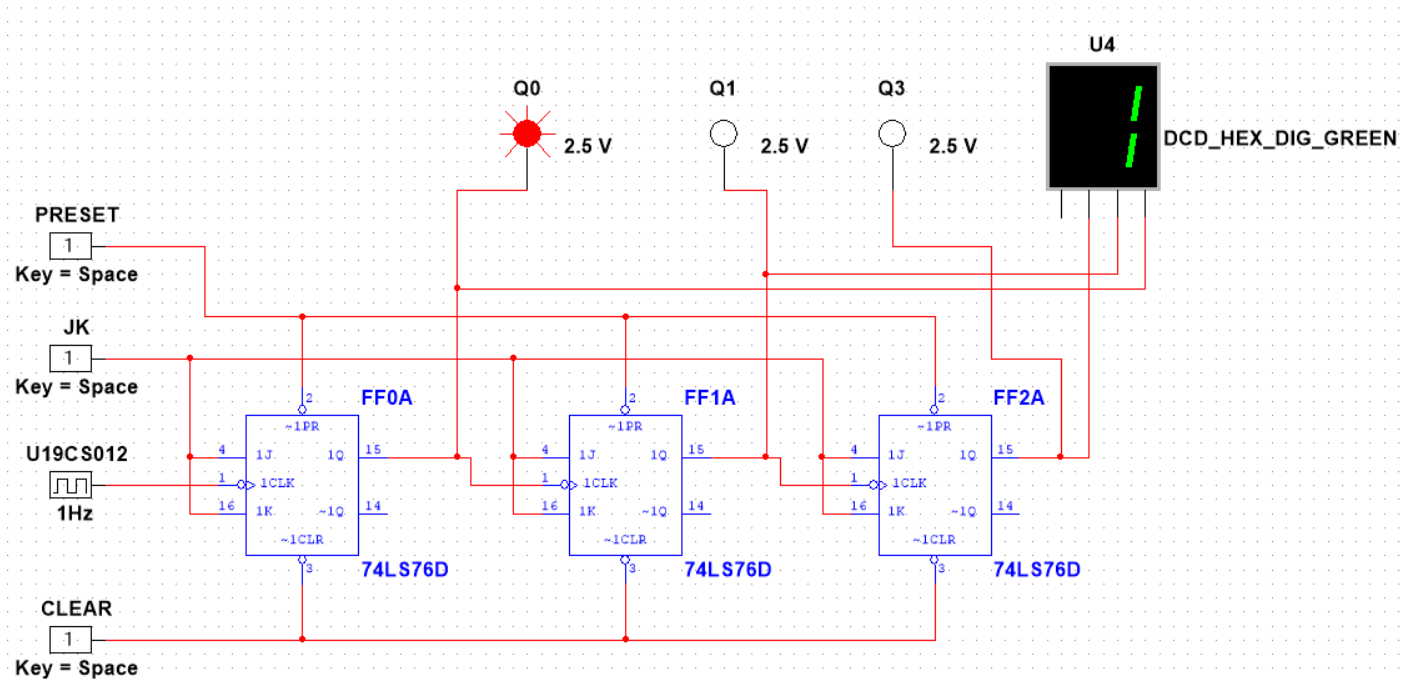 U4
Q0
Q1
Q3
2.5 V
2.5 V
2.5 V
DCD_HEX_DIG_GREEN
1
PRESET
1
Key = Space
JK
1
Key = Space
U19CS012
1Hz
CLEAR
1
Key = Space
FF0A
2
~1PR
4
1J
1Q
15
1
1CLK
16
1K
~1Q
14
~1CLR
3
74LS76D
FF1A
2
~1PR
4
1J
1Q
15
1
1CLK
16
1K
~1Q
14
~1CLR
3
74LS76D
FF2A
2
~1PR
4
1J
1Q
15
1
1CLK
16
1K
~1Q
14
~1CLR
3
74LS76D